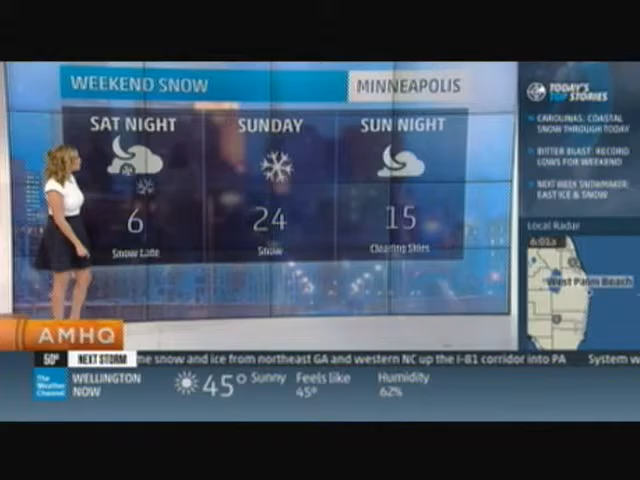 WEEKEND SNOW
MINNEAPOLIS
SAT NIGHT
6
Snow Late
SUNDAY
24
Snow
SUN NIGHT
15
Clearing Skies
TODAY'S
TOP STORIES
CAROLINAS: COASTAL
SNOW THROUGH TODAY
BITTER BLAST: RECORD
LOWS FOR WEEKEND
NEXT WEEK SNOWMAKER:
EAST ICE & SNOW
Local Radar
West Palm Beach
AMHQ
50°
NEXT STORM
me snow and ice from northeast GA and western NC up the I-81 corridor into PA
System w
The
Weather
Channel
WELLINGTON
NOW
45° Sunny
Feels like
45°
Humidity
62%